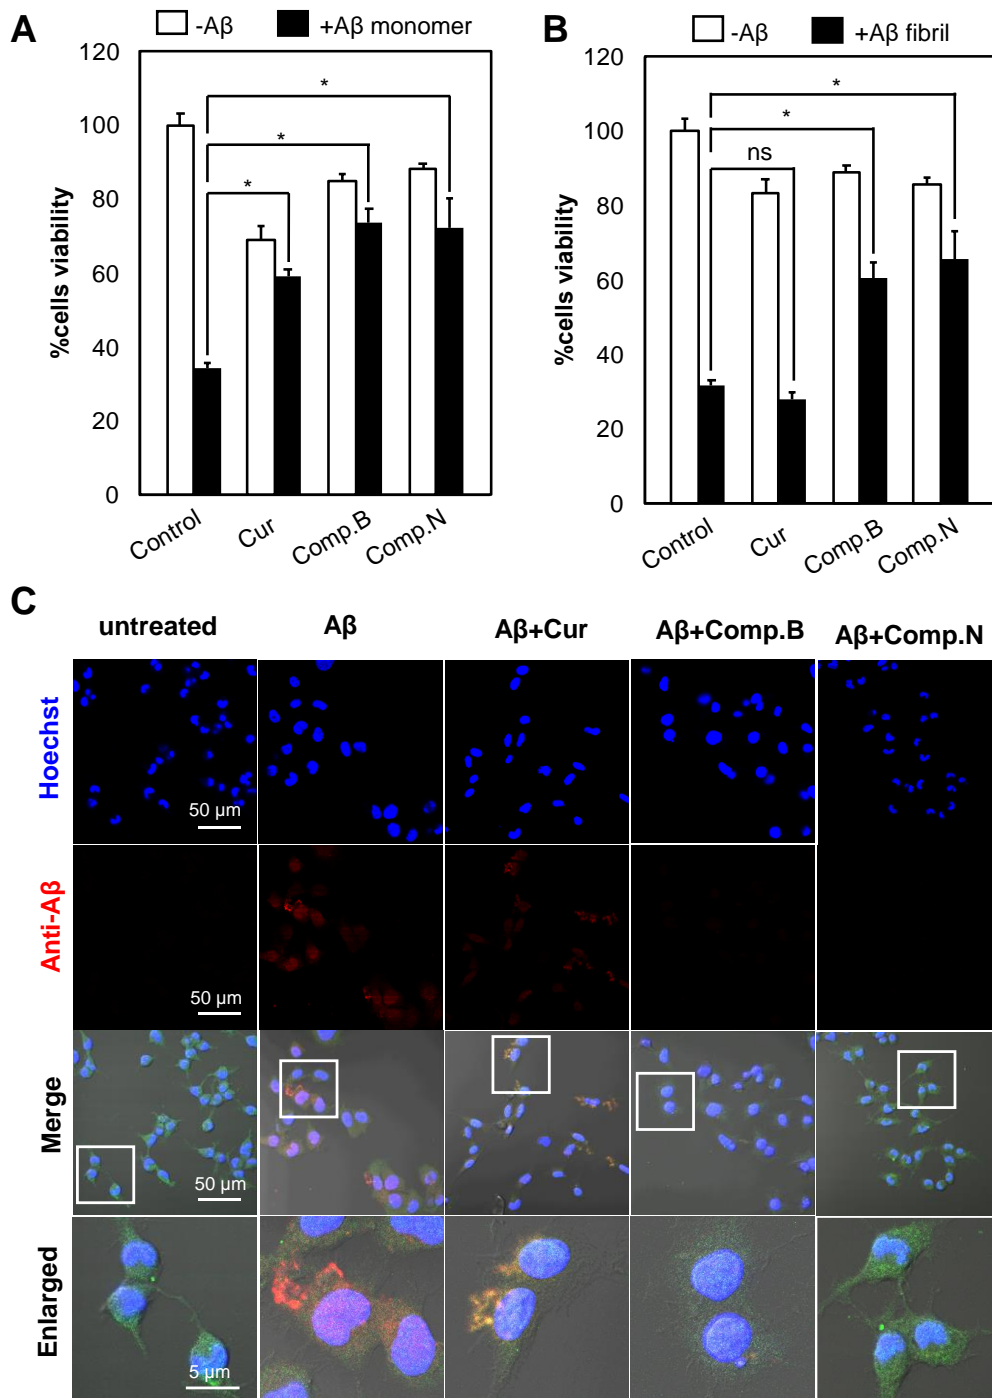 A
-Aβ +Aβ monomer
120
100
80
60
40
20
0
%cells viability
*
*
*
Control Cur Comp.B Comp.N
B
-Aβ +Aβ fibril
120
100
80
60
40
20
0
%cells viability
*
*
ns
Control Cur Comp.B Comp.N
C
untreated Aβ Aβ+Cur Aβ+Comp.B Aβ+Comp.N
Hoechst
50 µm
Anti-Aβ
50 µm
Merge
50 µm
Enlarged
5 µm